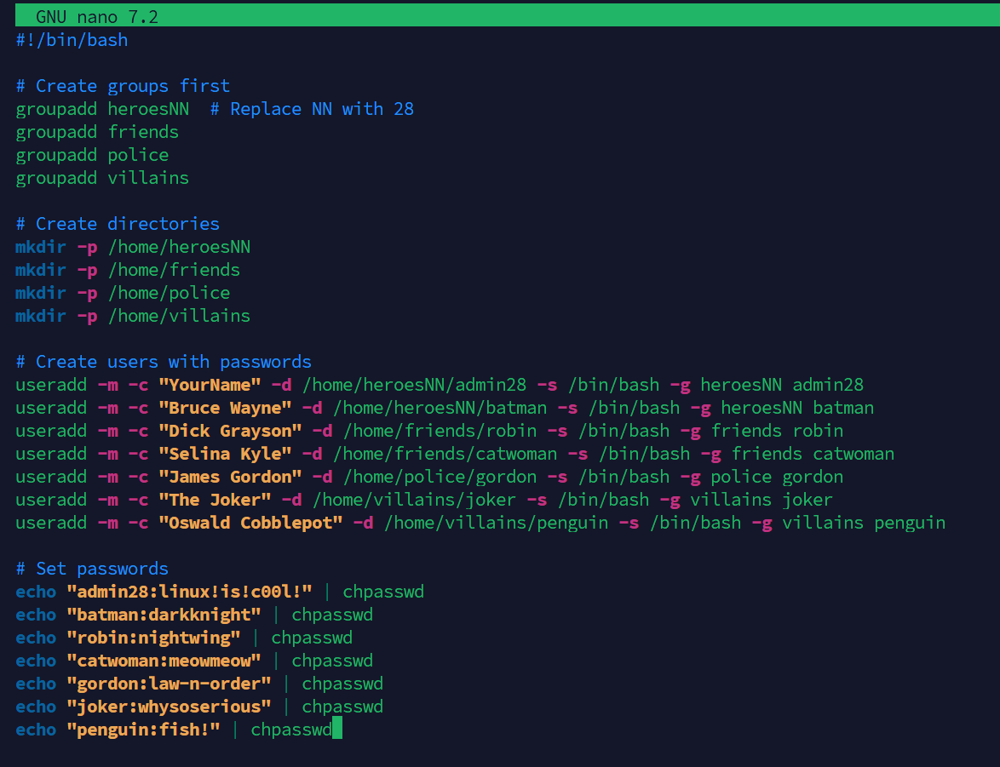 GNU nano 7.2
#!/bin/bash
# Create groups first
groupadd heroesNN  # Replace NN with 28
groupadd friends
groupadd police
groupadd villains
# Create directories
mkdir -p /home/heroesNN
mkdir -p /home/friends
mkdir -p /home/police
mkdir -p /home/villains
# Create users with passwords
useradd -m -c "YourName" -d /home/heroesNN/admin28 -s /bin/bash -g heroesNN admin28
useradd -m -c "Bruce Wayne" -d /home/heroesNN/batman -s /bin/bash -g heroesNN batman
useradd -m -c "Dick Grayson" -d /home/friends/robin -s /bin/bash -g friends robin
useradd -m -c "Selina Kyle" -d /home/friends/catwoman -s /bin/bash -g friends catwoman
useradd -m -c "James Gordon" -d /home/police/gordon -s /bin/bash -g police gordon
useradd -m -c "The Joker" -d /home/villains/joker -s /bin/bash -g villains joker
useradd -m -c "Oswald Cobblepot" -d /home/villains/penguin -s /bin/bash -g villains penguin
# Set passwords
echo "admin28:linux!is!c00l!" | chpasswd
echo "batman:darkknight" | chpasswd
echo "robin:nightwing" | chpasswd
echo "catwoman:meowmeow" | chpasswd
echo "gordon:law-n-order" | chpasswd
echo "joker:whysoserious" | chpasswd
echo "penguin:fish!" | chpasswd